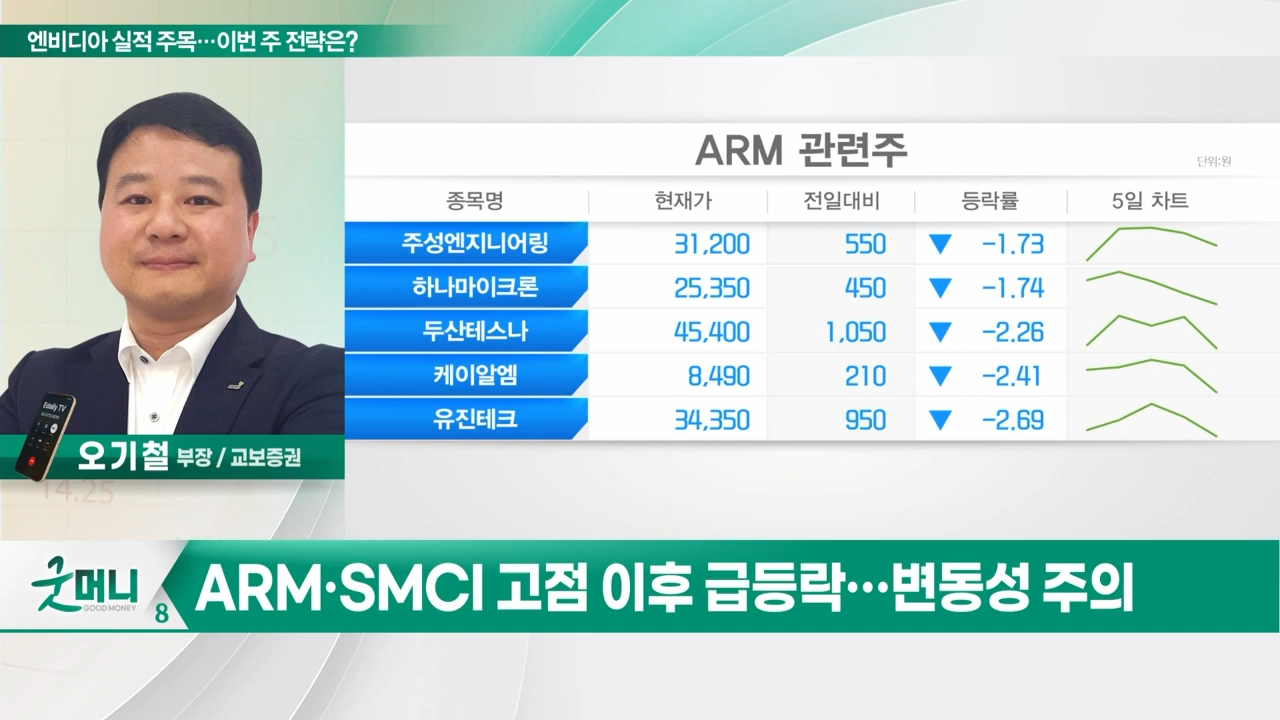 엔비디아 실적 주목…이번 주 전략은?
ARM 관련주
단위:원
종목명 현재가 전일대비 등락률 5일 차트
주성엔지니어링 31,200 550 ▼ -1.73
하나마이크론 25,350 450 ▼ -1.74
두산테스나 45,400 1,050 ▼ -2.26
케이알엠 8,490 210 ▼ -2.41
유진테크 34,350 950 ▼ -2.69
Edaily TV
오기철 부장 / 교보증권
14.25
굿머니
GOOD MONEY
8
ARM·SMCI 고점 이후 급등락…변동성 주의